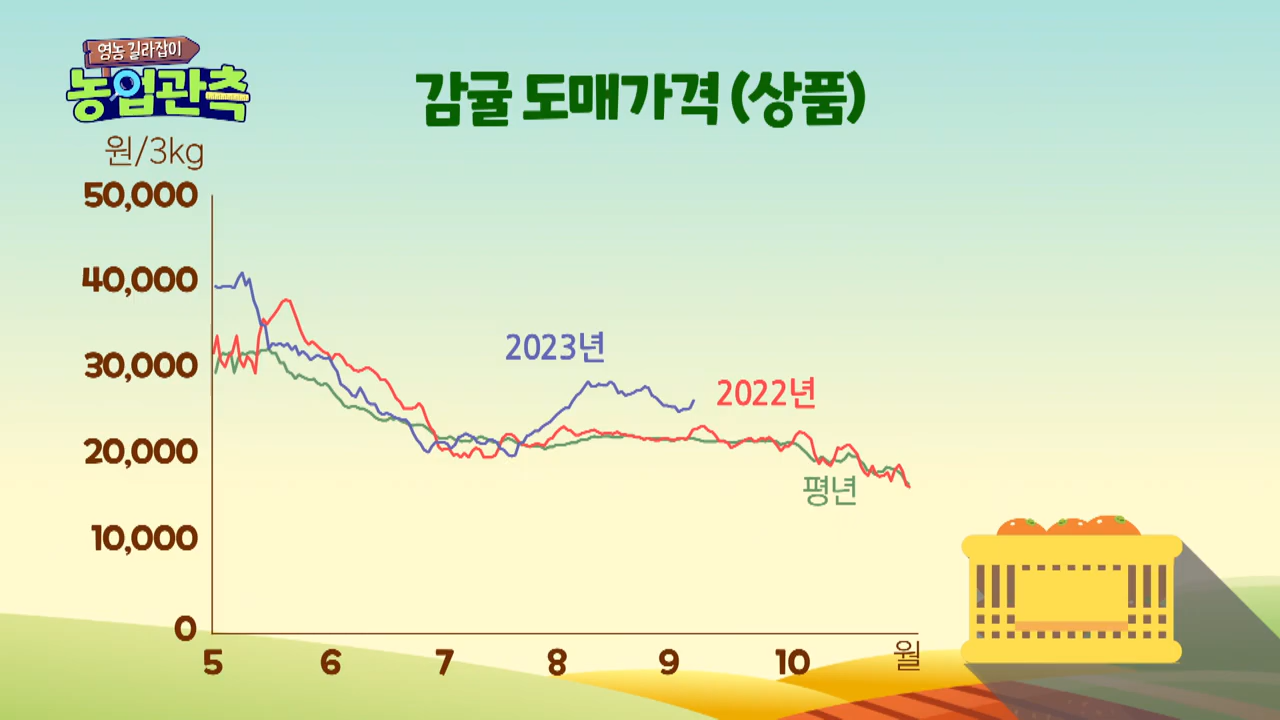 영농 길라잡이
농업관측
감귤 도매가격 (상품)
원/3kg
50,000
40,000
30,000
20,000
10,000
0
2023년
2022년
평년
5 6 7 8 9 10 월